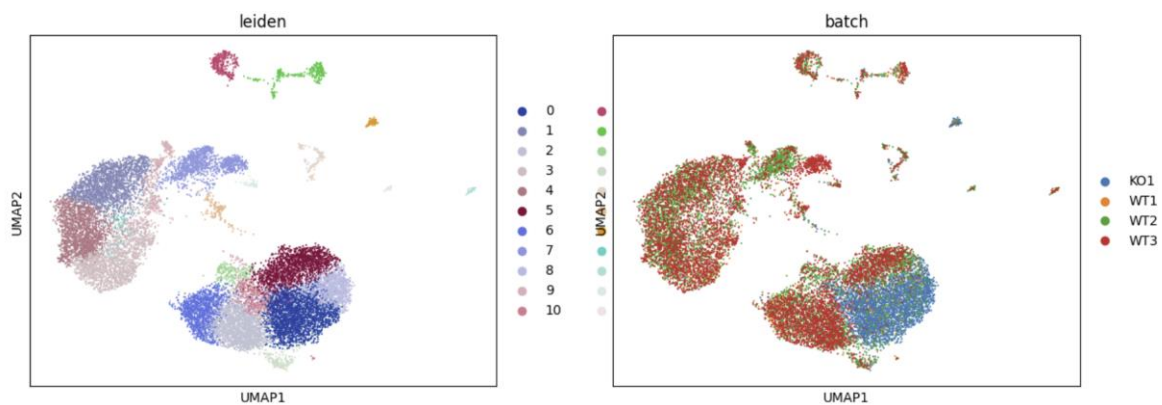 leiden
UMAP2
UMAP1
0
1
2
3
4
5
6
7
8
9
10
batch
UMAP2
UMAP1
KO1
WT1
WT2
WT3